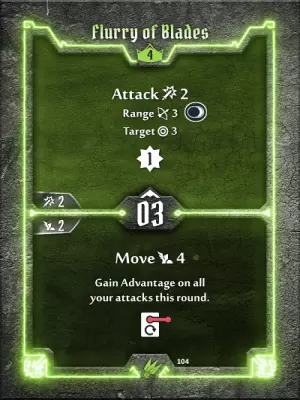 Flurry of Blades
4
Attack 2
Range 3
Target 3
1
2
03
2
Move 4
Gain Advantage on all
your attacks this round.
104